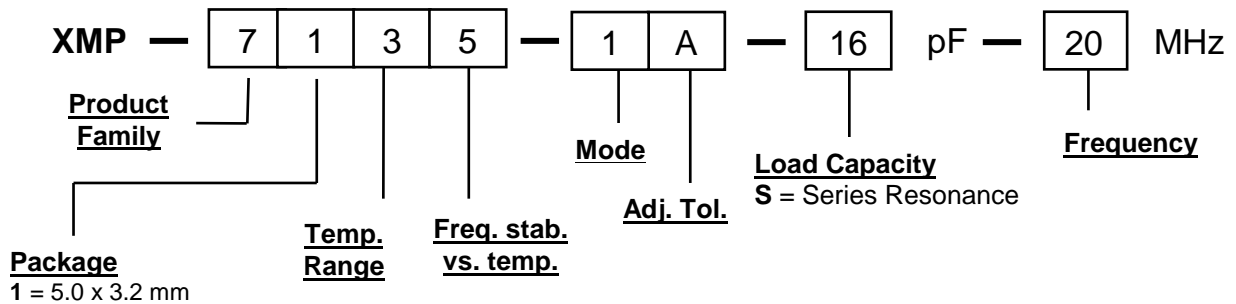 XMP — 7 1 3 5 — 1 A — 16 pF — 20 MHz
Product
Family
Mode
Load Capacity
S = Series Resonance
Frequency
Adj. Tol.
Temp.
Range
Freq. stab.
vs. temp.
Package
1 = 5.0 x 3.2 mm